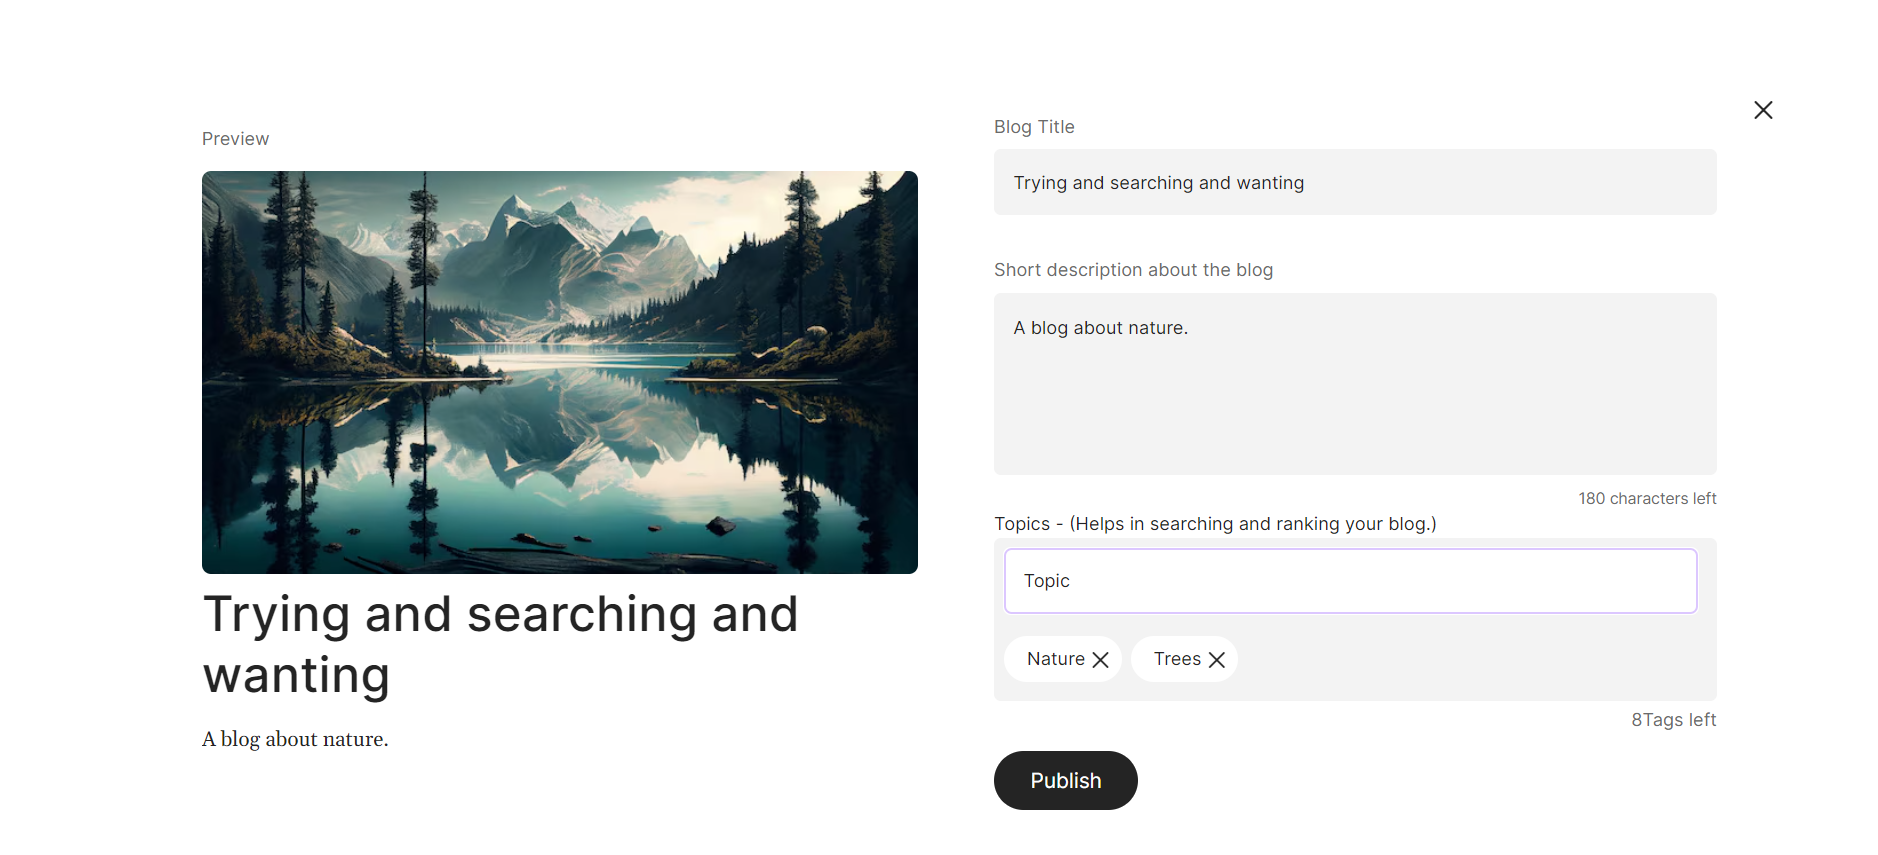 Preview
Trying and searching and
wanting
A blog about nature.
Blog Title
Trying and searching and wanting
Short description about the blog
A blog about nature.
180 characters left
Topics - (Helps in searching and ranking your blog.)
Topic
Nature Trees
8Tags left
Publish